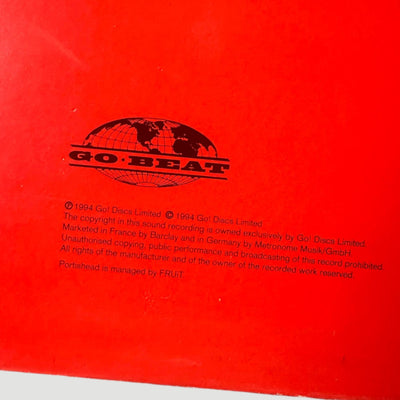 GO·BEAT
℗ 1994 Go! Discs Limited © 1994 Go! Discs Limited
The copyright in this sound recording is owned exclusively by Go! Discs Limited
Marketed in France by Barclay and in Germany by Metronome Musik/GmbH.
Unauthorised copying, public performance and broadcasting of this record prohibited
All rights of the manufacturer and of the owner of the recorded work reserved.
Portishead is managed by FRUiT.